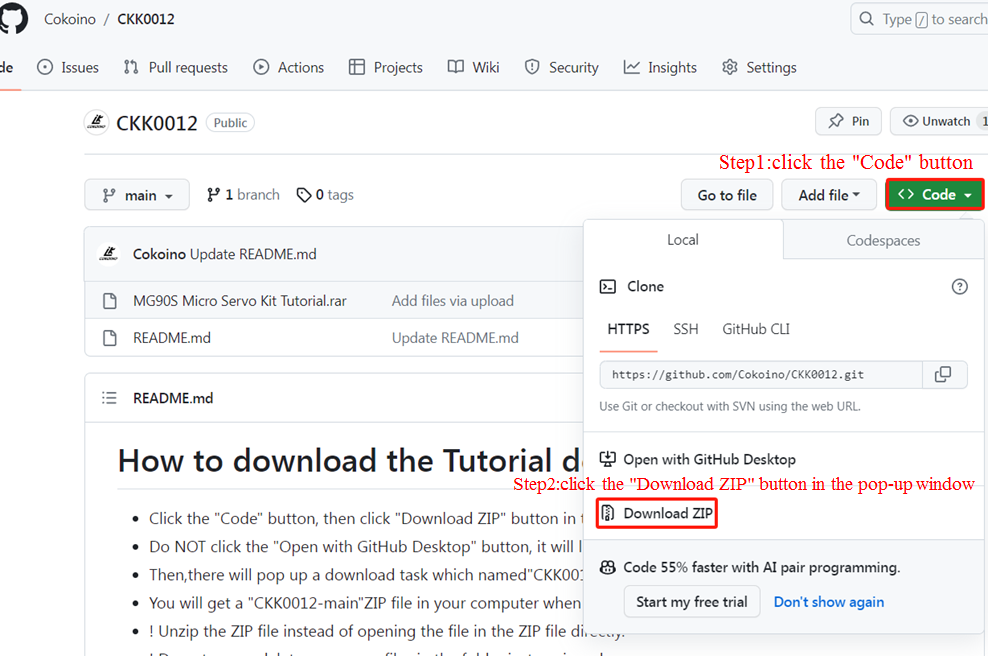 Cokoino / CKK0012
Type / to search
de Issues Pull requests Actions Projects Wiki Security Insights Settings
CKK0012 Public
Pin Unwatch 1
Step1:click the "Code" button
main 1 branch 0 tags
Go to file Add file <> Code
Local Codespaces
Cokoino Update README.md
MG90S Micro Servo Kit Tutorial.rar Add files via upload
README.md Update README.md
Clone
HTTPS SSH GitHub CLI
https://github.com/Cokoino/CKK0012.git
Use Git or checkout with SVN using the web URL.
Open with GitHub Desktop
Step2:click the "Download ZIP" button in the pop-up window
Download ZIP
Code 55% faster with AI pair programming.
Start my free trial Don't show again
README.md
How to download the Tutorial d
Click the "Code" button, then click "Download ZIP" button in t
Do NOT click the "Open with GitHub Desktop" button, it will l
Then,there will pop up a download task which named"CKK001
You will get a "CKK0012-main"ZIP file in your computer when
! Unzip the ZIP file instead of opening the file in the ZIP file directly.